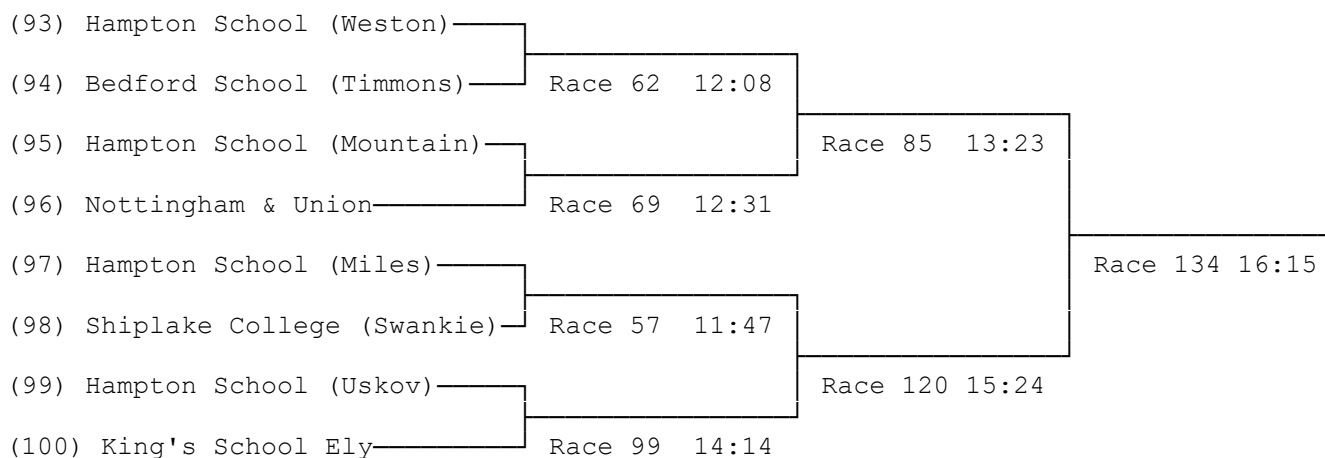 (93) Hampton School (Weston)
(94) Bedford School (Timmons) Race 62 12:08
(95) Hampton School (Mountain) Race 85 13:23
(96) Nottingham & Union Race 69 12:31
(97) Hampton School (Miles) Race 134 16:15
(98) Shiplake College (Swankie) Race 57 11:47
(99) Hampton School (Uskov) Race 120 15:24
(100) King's School Ely Race 99 14:14